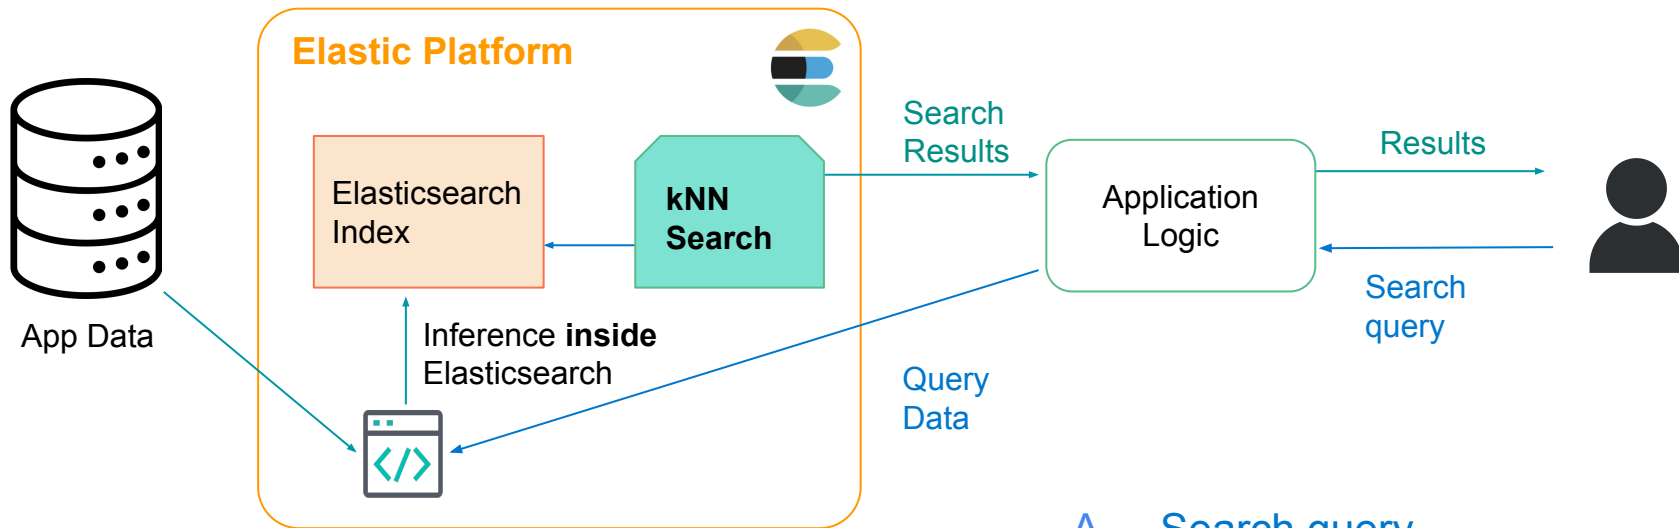 Elastic Platform
Search
Results
Results
Elasticsearch
Index
kNN
Search
Application
Logic
Search
query
App Data
Inference inside
Elasticsearch
Query
Data
</>